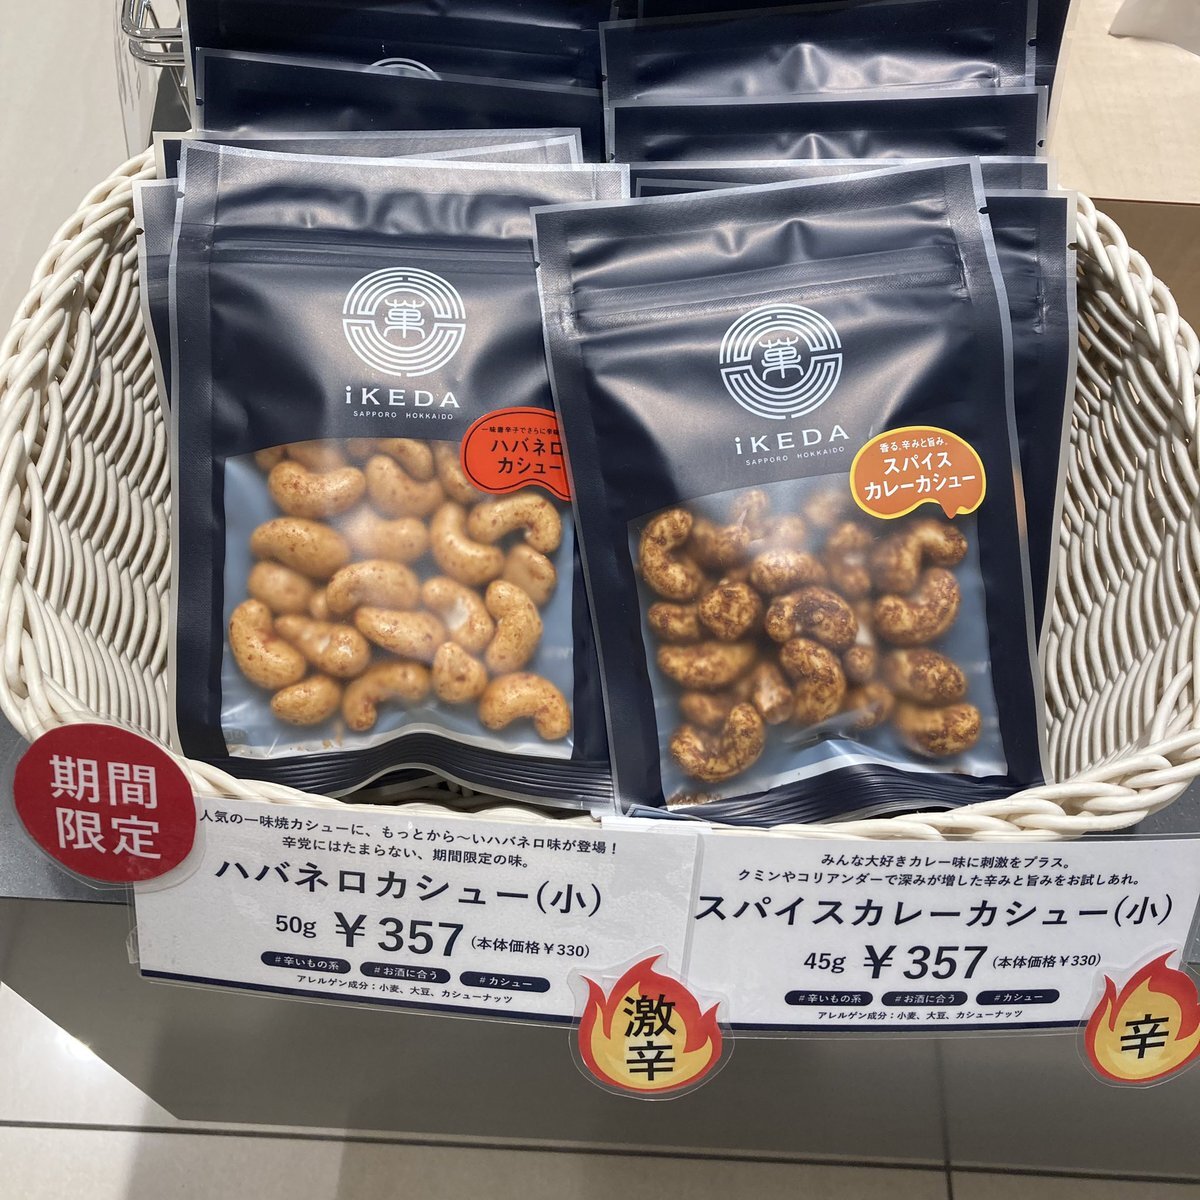 菓
iKEDA
SAPPORO HOKKAIDO
一味唐辛子でさらに辛味
ハバネロ
カシュー
菓
iKEDA
SAPPORO HOKKAIDO
香る、辛みと旨み。
スパイス
カレーカシュー
期間
限定
人気の一味焼カシューに、もっとから〜いハバネロ味が登場！
辛党にはたまらない、期間限定の味。
ハバネロカシュー(小)
50g ￥357(本体価格￥330)
#辛いもの系 #お酒に合う #カシュー
アレルゲン成分：小麦、大豆、カシューナッツ
激
辛
みんな大好きカレー味に刺激をプラス。
クミンやコリアンダーで深みが増した辛みと旨みをお試しあれ。
スパイスカレーカシュー(小)
45g ￥357(本体価格￥330)
#辛いもの系 #お酒に合う #カシュー
アレルゲン成分：小麦、大豆、カシューナッツ
辛